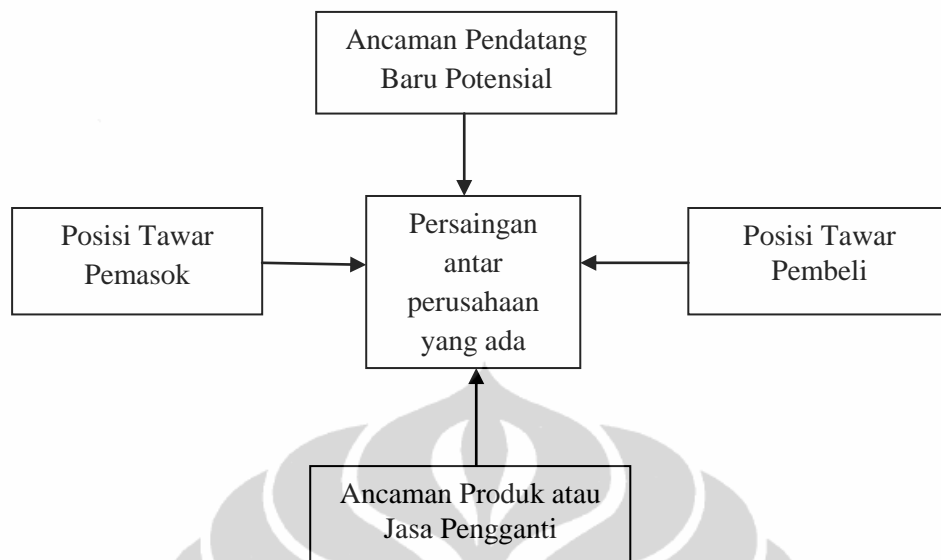 Ancaman Pendatang
Baru Potensial
Posisi Tawar
Pemasok
Persaingan
antar
perusahaan
yang ada
Posisi Tawar
Pembeli
Ancaman Produk atau
Jasa Pengganti